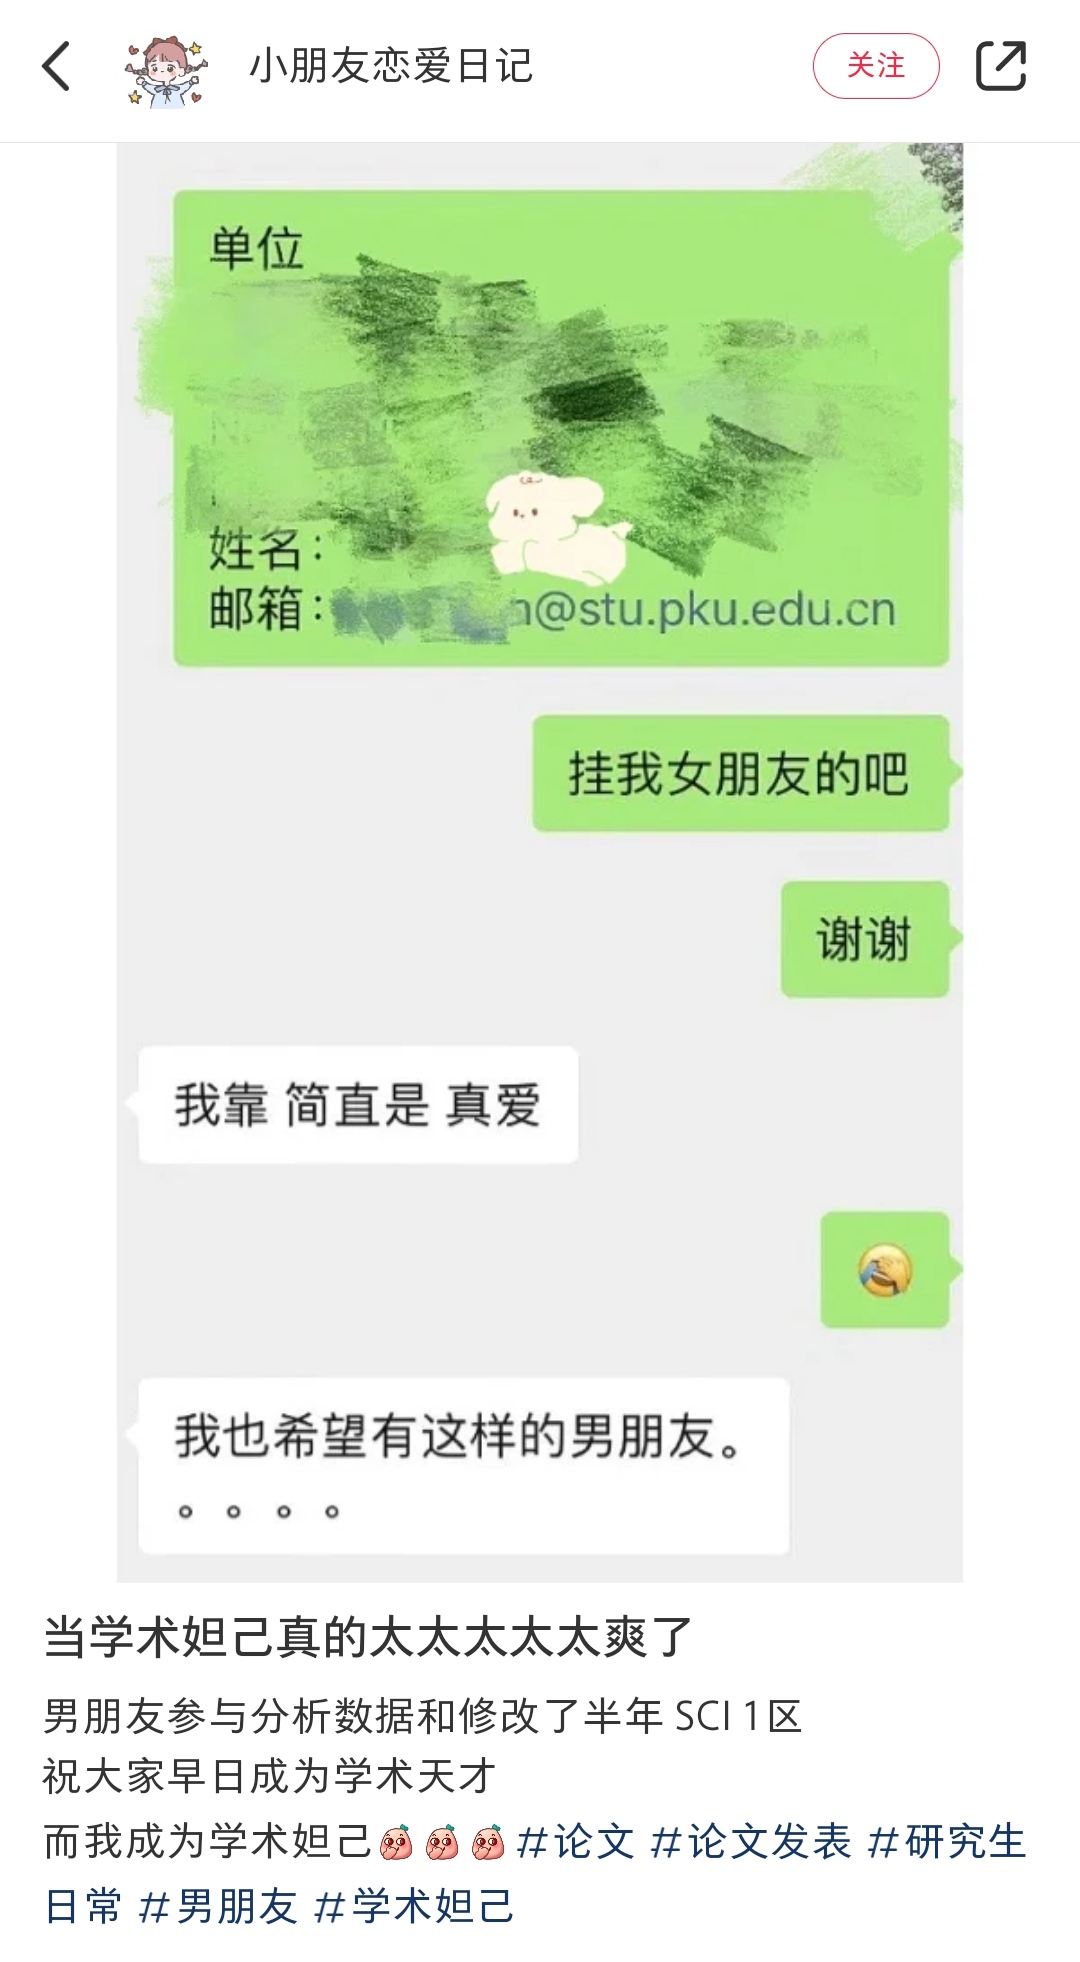 小朋友恋爱日记
关注
单位
姓名：
邮箱： n@stu.pku.edu.cn
挂我女朋友的吧
谢谢
我靠 简直是 真爱
我也希望有这样的男朋友。
。。。。
当学术妲己真的太太太太太爽了
男朋友参与分析数据和修改了半年 SCI 1区
祝大家早日成为学术天才
而我成为学术妲己 #论文 #论文发表 #研究生
日常 #男朋友 #学术妲己